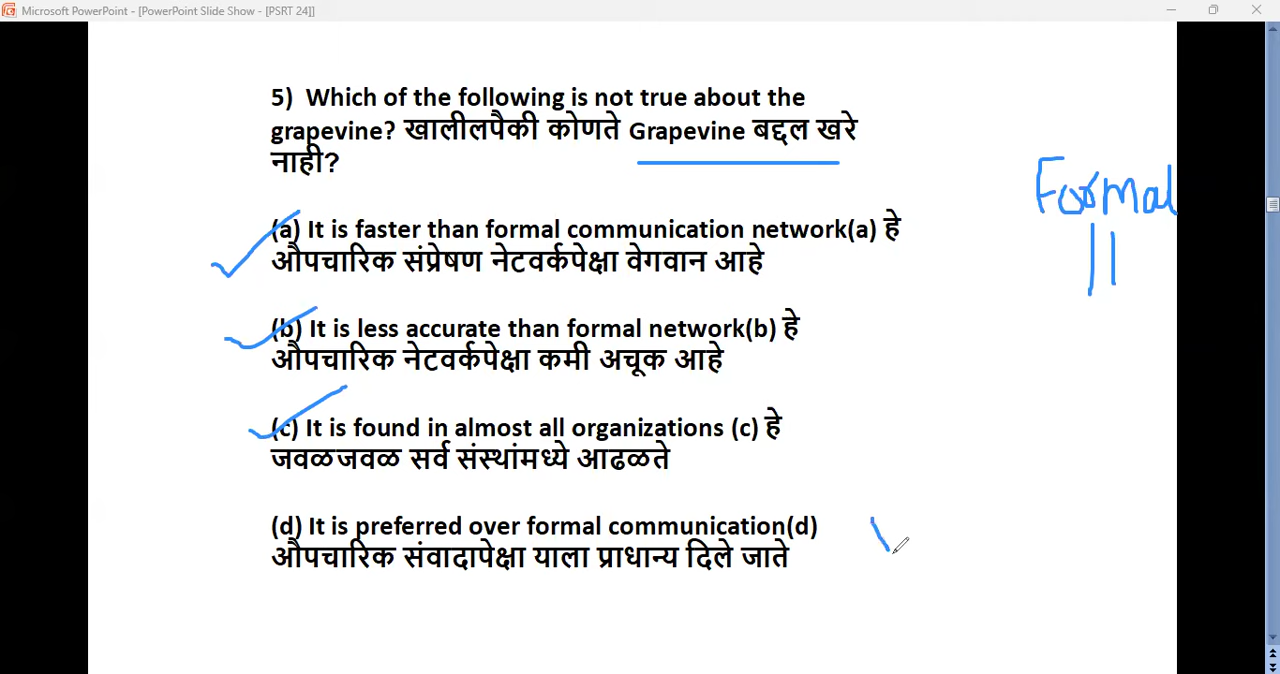 Microsoft PowerPoint - [PowerPoint Slide Show - [PSRT 24]]
5) Which of the following is not true about the
grapevine? खालीलपैकी कोणते Grapevine बद्दल खरे
नाही?
Formal
(a) It is faster than formal communication network(a) हे
औपचारिक संप्रेषण नेटवर्कपेक्षा वेगवान आहे
(b) It is less accurate than formal network(b) हे
औपचारिक नेटवर्कपेक्षा कमी अचूक आहे
(c) It is found in almost all organizations (c) हे
जवळजवळ सर्व संस्थांमध्ये आढळते
(d) It is preferred over formal communication(d)
औपचारिक संवादापेक्षा याला प्राधान्य दिले जाते